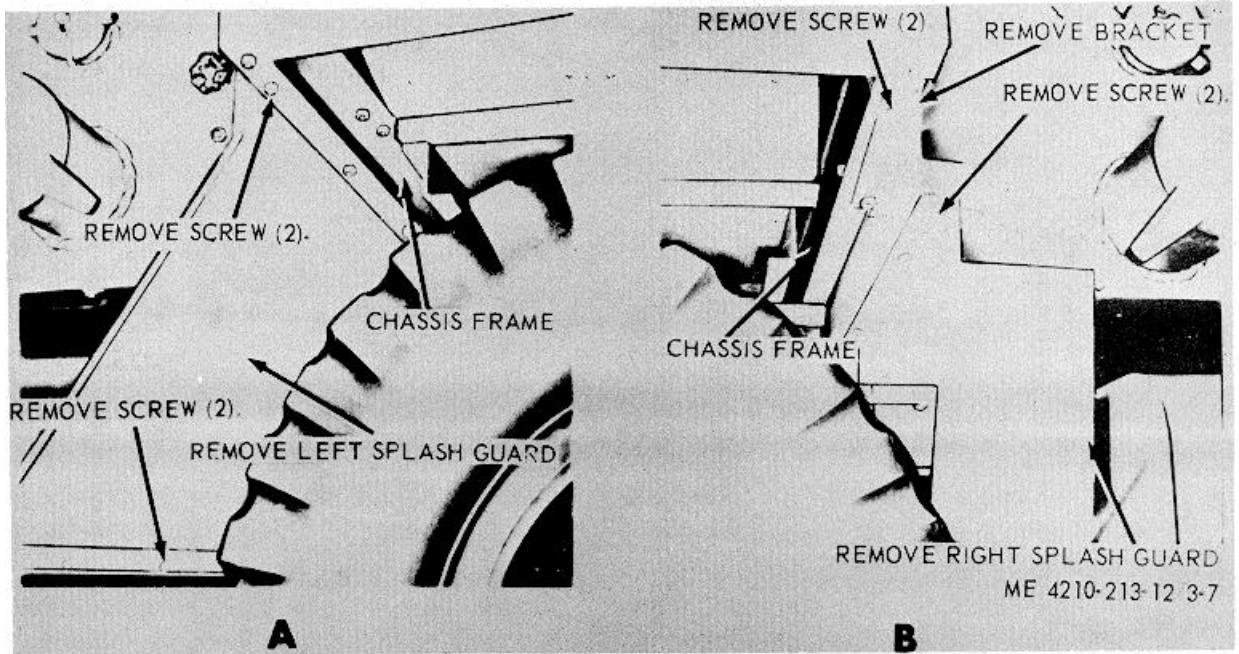 REMOVE SCREW (2).
CHASSIS FRAME
REMOVE SCREW (2).
REMOVE LEFT SPLASH GUARD
A
REMOVE SCREW (2).
REMOVE BRACKET
REMOVE SCREW (2).
CHASSIS FRAME
REMOVE RIGHT SPLASH GUARD
ME 4210-213-12 3-7
B